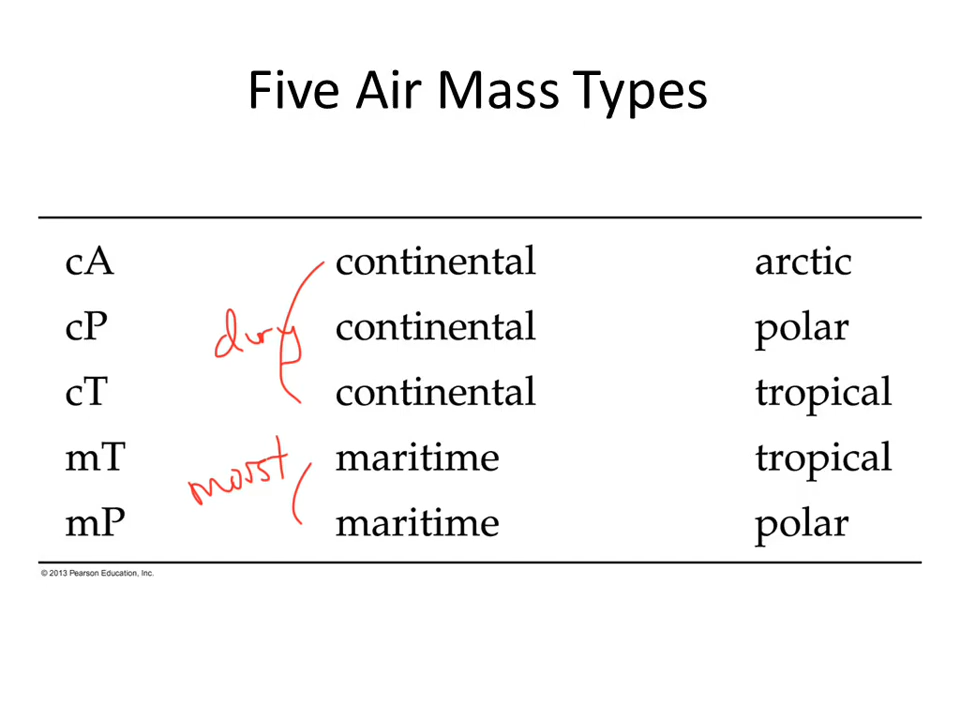 Five Air Mass Types
cA continental arctic
cP continental polar
dry
cT continental tropical
mT maritime tropical
moist
mP maritime polar
© 2013 Pearson Education, Inc.